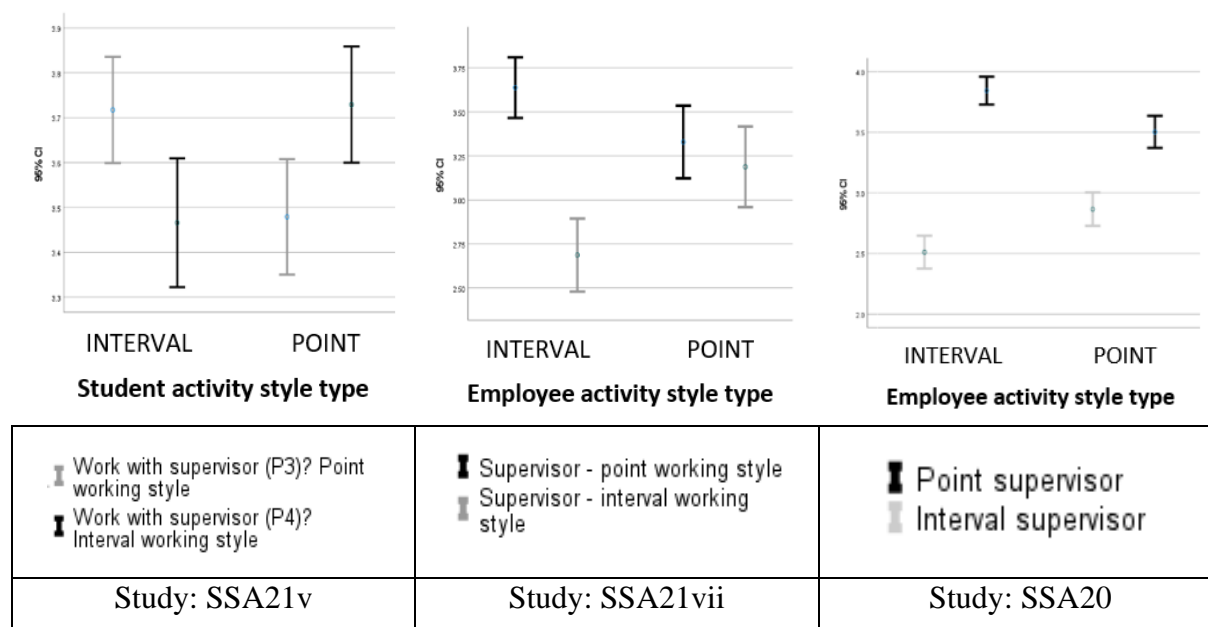 3.9
3.8
3.7
3.6
3.5
3.4
3.3
95% CI
INTERVAL POINT
Student activity style type
3.75
3.50
3.25
3.00
2.75
2.50
95% CI
INTERVAL POINT
Employee activity style type
4.0
3.5
3.0
2.5
2.0
95% CI
INTERVAL POINT
Employee activity style type
Work with supervisor (P3)? Point
working style
Work with supervisor (P4)?
Interval working style
Supervisor - point working style
Supervisor - interval working
style
Point supervisor
Interval supervisor
Study: SSA21v
Study: SSA21vii
Study: SSA20